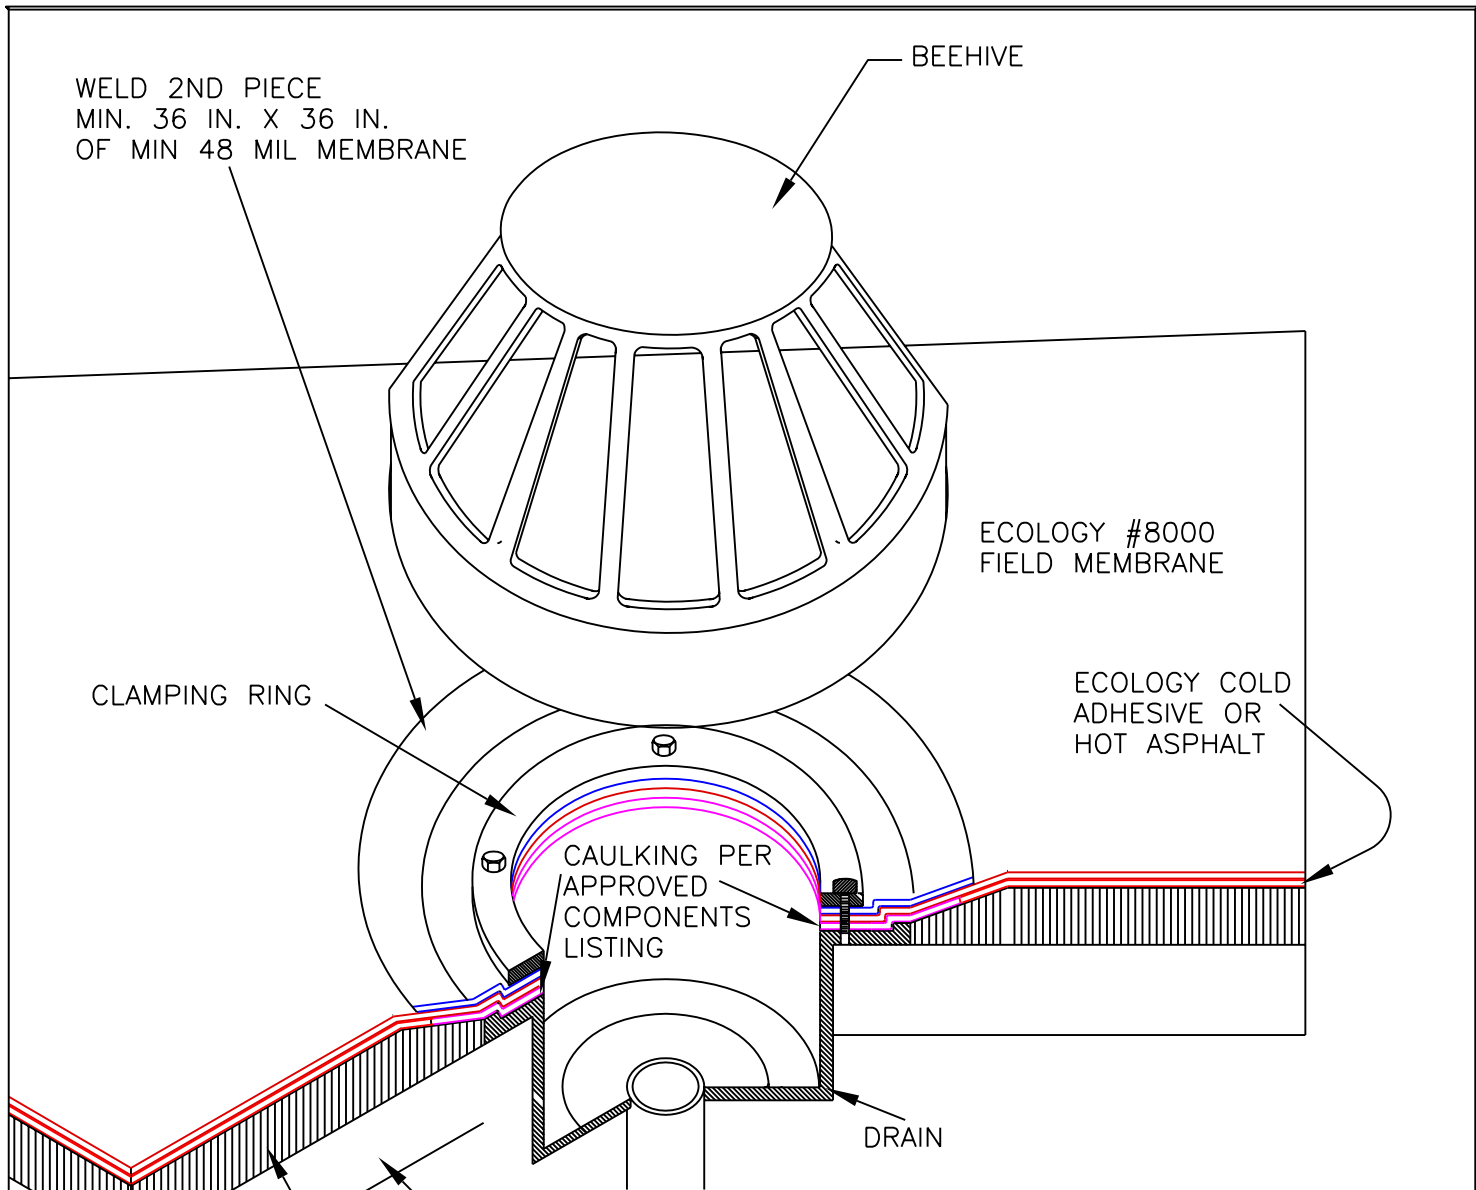 BEEHIVE
WELD 2ND PIECE
MIN. 36 IN. X 36 IN.
OF MIN 48 MIL MEMBRANE
ECOLOGY #8000
FIELD MEMBRANE
CLAMPING RING
ECOLOGY COLD
ADHESIVE OR
HOT ASPHALT
CAULKING PER
APPROVED
COMPONENTS
LISTING
DRAIN